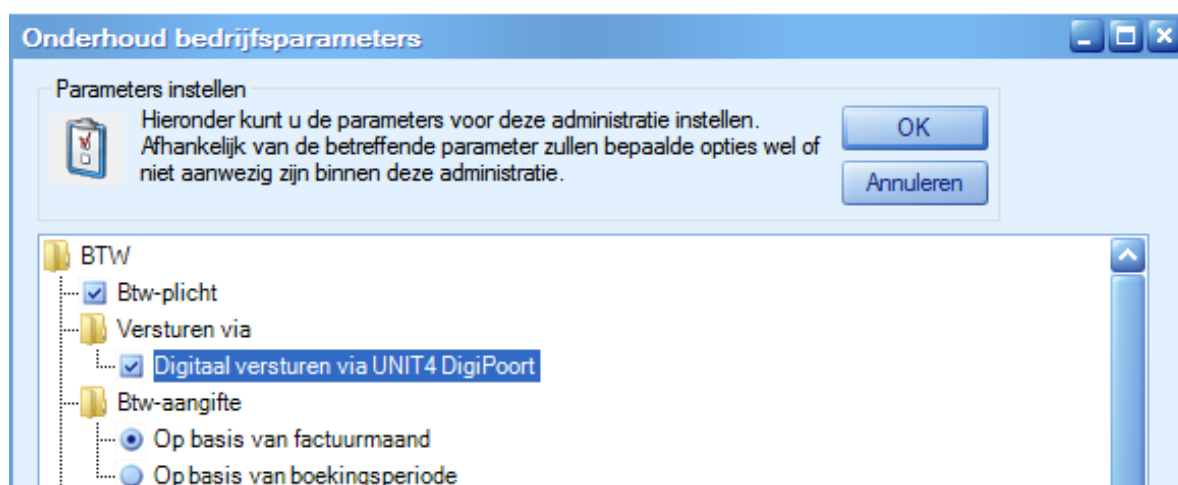 Onderhoud bedrijfsparameters
Parameters instellen
Hieronder kunt u de parameters voor deze administratie instellen.
Afhankelijk van de betreffende parameter zullen bepaalde opties wel of
niet aanwezig zijn binnen deze administratie.
OK
Annuleren
BTW
Btw-plicht
Versturen via
Digitaal versturen via UNIT4 DigiPoort
Btw-aangifte
Op basis van factuurmaand
Op basis van boekingsperiode